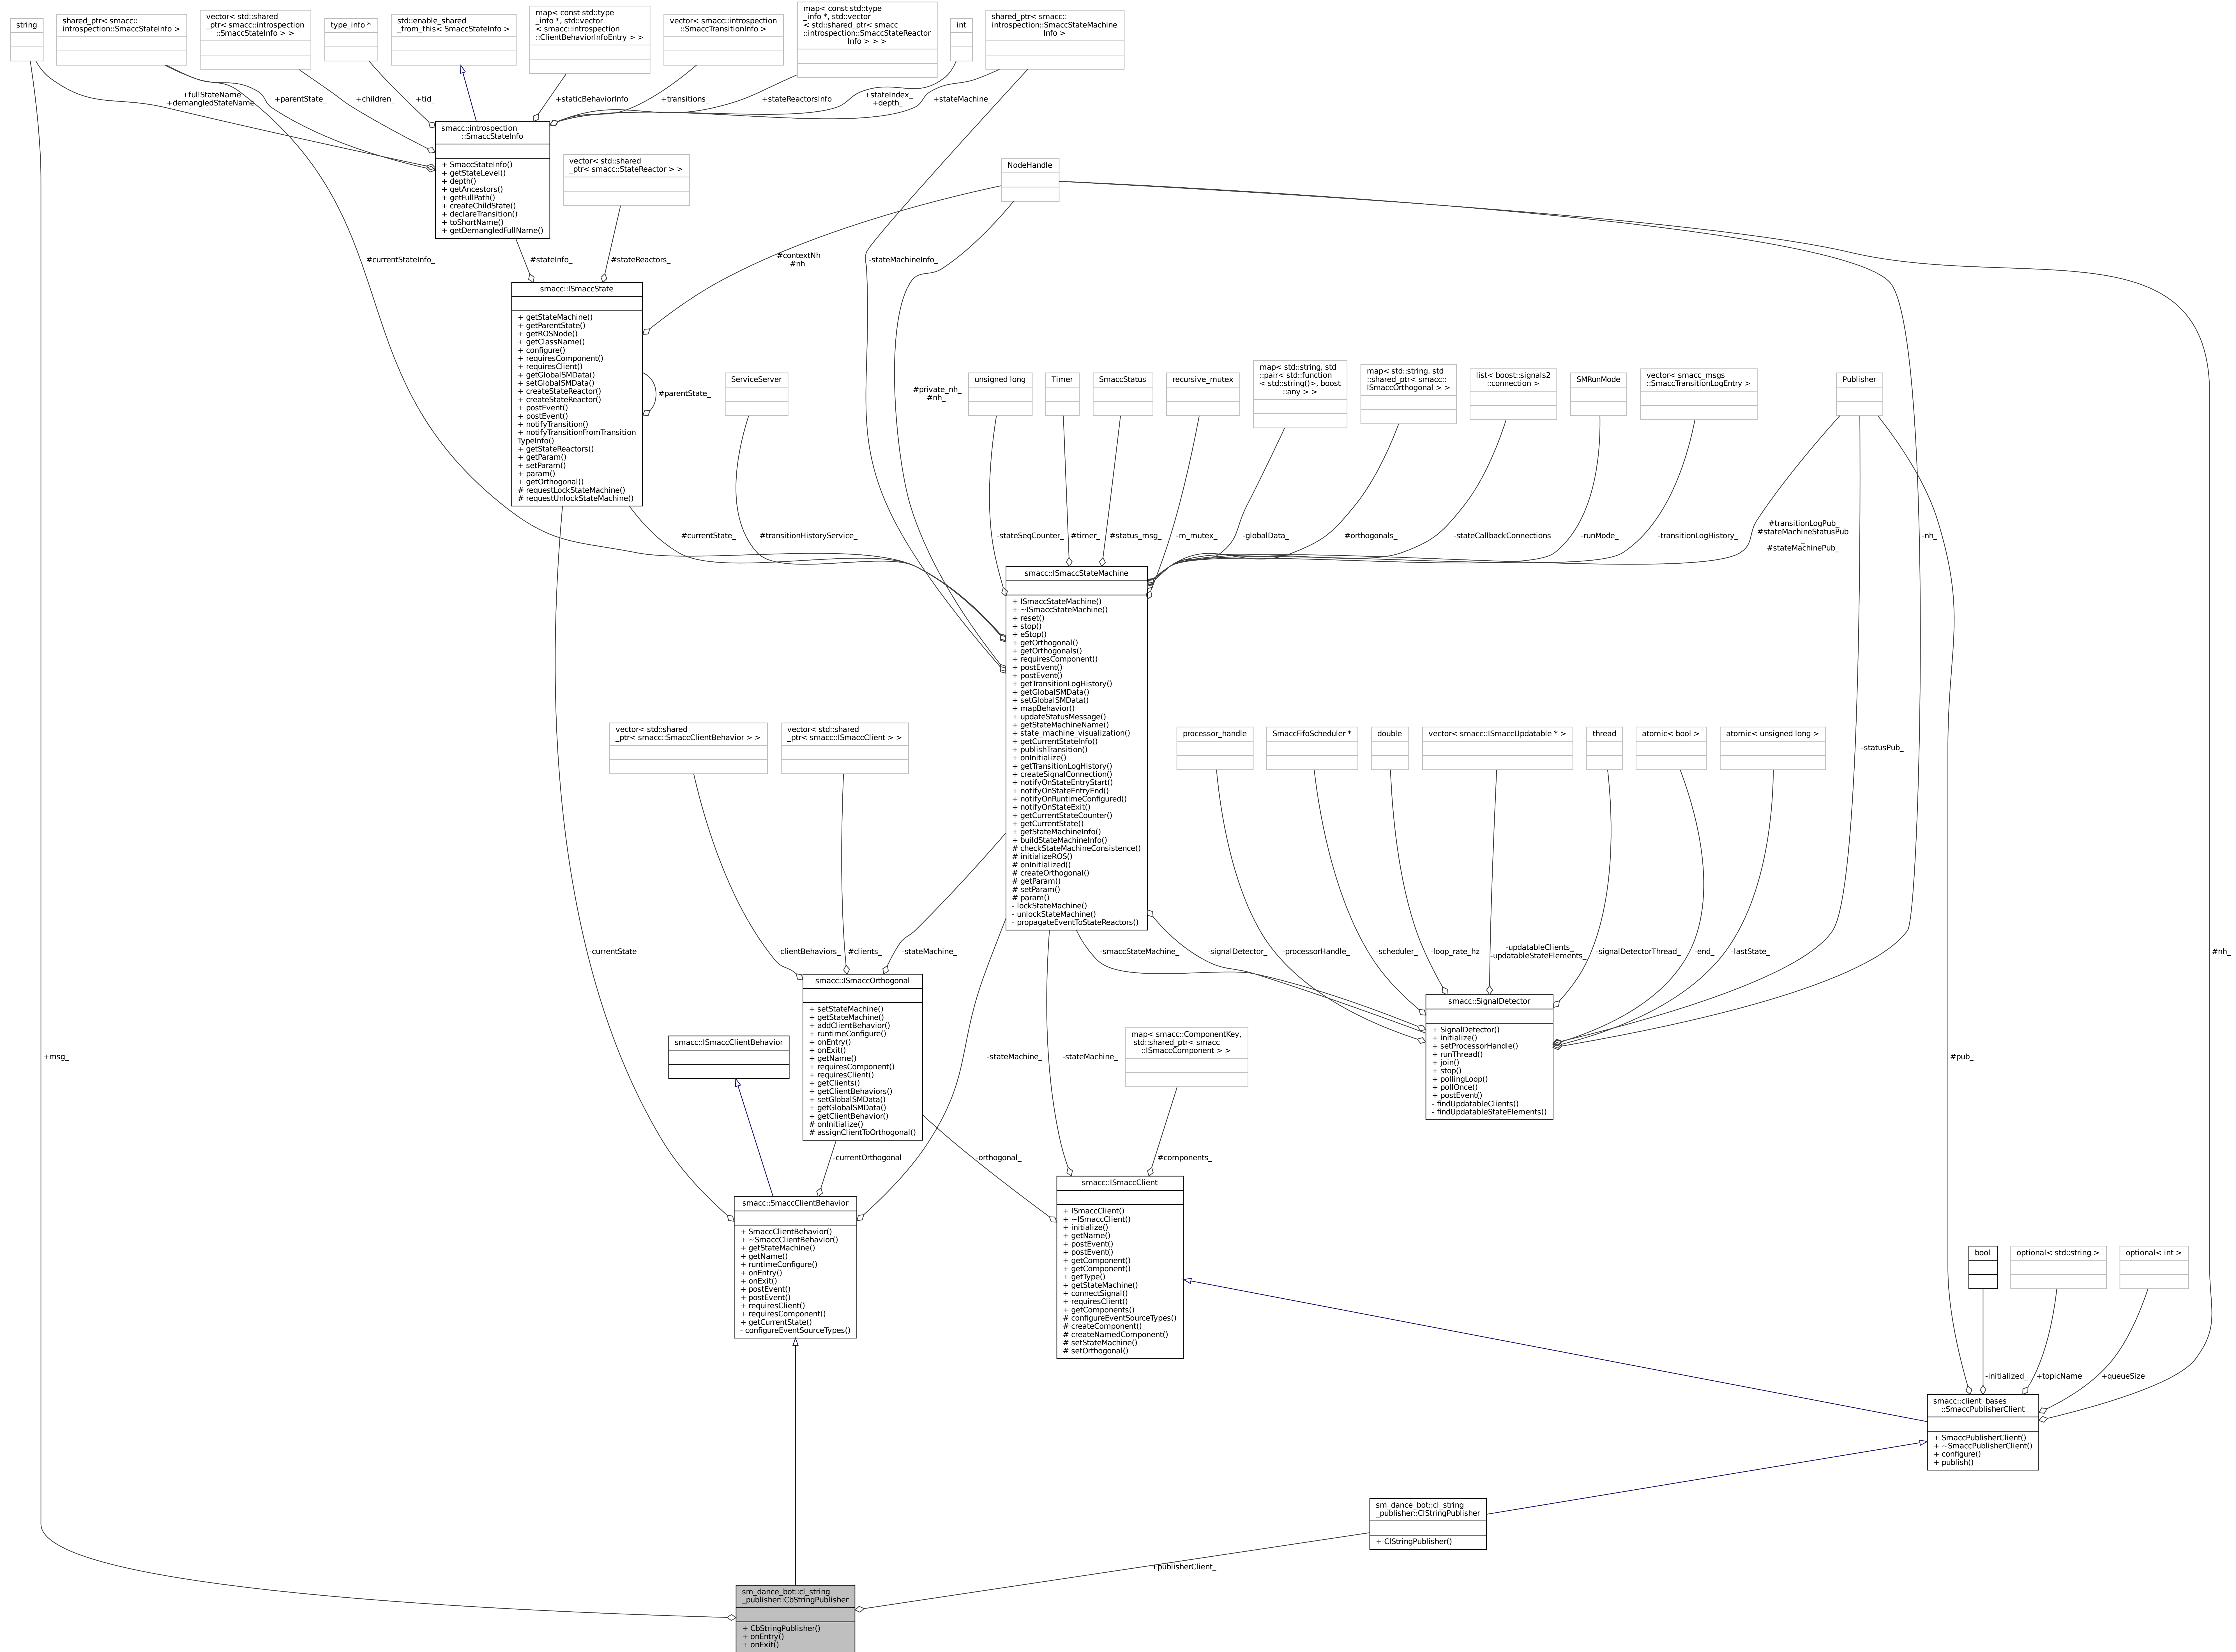 string
shared_ptr< smacc::
introspection::SmaccStateInfo >
vector< std::shared
_ptr< smacc::introspection
::SmaccStateInfo > >
type_info *
std::enable_shared
_from_this< SmaccStateInfo >
map< const std::type
_info *, std::vector
< smacc::introspection
::ClientBehaviorInfoEntry > >
vector< smacc::introspection
::SmaccTransitionInfo >
map< const std::type
_info *, std::vector
< std::shared_ptr< smacc
::introspection::SmaccStateReactor
Info > > >
int
shared_ptr< smacc::
introspection::SmaccStateMachine
Info >
+fullStateName
+demangledStateName
+parentState_
+children_
+tid_
+staticBehaviorInfo
+transitions_
+stateReactorsInfo
+stateIndex_
+depth_
+stateMachine_
smacc::introspection
::SmaccStateInfo
+ SmaccStateInfo()
+ getStateLevel()
+ depth()
+ getAncestors()
+ getFullPath()
+ createChildState()
+ declareTransition()
+ toShortName()
+ getDemangledFullName()
vector< std::shared
_ptr< smacc::StateReactor > >
NodeHandle
#currentStateInfo_
#stateInfo_
#stateReactors_
#contextNh
#nh
-stateMachineInfo_
smacc::ISmaccState
+ getStateMachine()
+ getParentState()
+ getROSNode()
+ getClassName()
+ configure()
+ requiresComponent()
+ requiresClient()
+ getGlobalSMData()
+ setGlobalSMData()
+ createStateReactor()
+ createStateReactor()
+ postEvent()
+ postEvent()
+ notifyTransition()
+ notifyTransitionFromTransition
TypeInfo()
+ getStateReactors()
+ getParam()
+ setParam()
+ param()
+ getOrthogonal()
# requestLockStateMachine()
# requestUnlockStateMachine()
#parentState_
ServiceServer
#private_nh_
#nh_
unsigned long
Timer
SmaccStatus
recursive_mutex
map< std::string, std
::pair< std::function
< std::string()>, boost
::any > >
map< std::string, std
::shared_ptr< smacc::
ISmaccOrthogonal > >
list< boost::signals2
::connection >
SMRunMode
vector< smacc_msgs
::SmaccTransitionLogEntry >
Publisher
#currentState_
#transitionHistoryService_
-stateSeqCounter_
#timer_
#status_msg_
-m_mutex_
-globalData_
#orthogonals_
-stateCallbackConnections
-runMode_
-transitionLogHistory_
#transitionLogPub_
#stateMachineStatusPub
_
#stateMachinePub_
-nh_
smacc::ISmaccStateMachine
+ ISmaccStateMachine()
+ ~ISmaccStateMachine()
+ reset()
+ stop()
+ eStop()
+ getOrthogonal()
+ getOrthogonals()
+ requiresComponent()
+ postEvent()
+ postEvent()
+ getTransitionLogHistory()
+ getGlobalSMData()
+ setGlobalSMData()
+ mapBehavior()
+ updateStatusMessage()
+ getStateMachineName()
+ state_machine_visualization()
+ getCurrentStateInfo()
+ publishTransition()
+ onInitialize()
+ getTransitionLogHistory()
+ createSignalConnection()
+ notifyOnStateEntryStart()
+ notifyOnStateEntryEnd()
+ notifyOnRuntimeConfigured()
+ notifyOnStateExit()
+ getCurrentStateCounter()
+ getCurrentState()
+ getStateMachineInfo()
+ buildStateMachineInfo()
# checkStateMachineConsistence()
# initializeROS()
# onInitialized()
# createOrthogonal()
# getParam()
# setParam()
# param()
- lockStateMachine()
- unlockStateMachine()
- propagateEventToStateReactors()
vector< std::shared
_ptr< smacc::SmaccClientBehavior > >
vector< std::shared
_ptr< smacc::ISmaccClient > >
processor_handle
SmaccFifoScheduler *
double
vector< smacc::ISmaccUpdatable * >
thread
atomic< bool >
atomic< unsigned long >
-statusPub_
-currentState
-clientBehaviors_
#clients_
-stateMachine_
-smaccStateMachine_
-signalDetector_
-processorHandle_
-scheduler_
-loop_rate_hz
-updatableClients_
-updatableStateElements_
-signalDetectorThread_
-end_
-lastState_
#nh_
smacc::ISmaccOrthogonal
+ setStateMachine()
+ getStateMachine()
+ addClientBehavior()
+ runtimeConfigure()
+ onEntry()
+ onExit()
+ getName()
+ requiresComponent()
+ requiresClient()
+ getClients()
+ getClientBehaviors()
+ setGlobalSMData()
+ getGlobalSMData()
+ getClientBehavior()
# onInitialize()
# assignClientToOrthogonal()
smacc::SignalDetector
+ SignalDetector()
+ initialize()
+ setProcessorHandle()
+ runThread()
+ join()
+ stop()
+ pollingLoop()
+ pollOnce()
+ postEvent()
- findUpdatableClients()
- findUpdatableStateElements()
smacc::ISmaccClientBehavior
map< smacc::ComponentKey,
std::shared_ptr< smacc
::ISmaccComponent > >
+msg_
-stateMachine_
-stateMachine_
#pub_
-currentOrthogonal
-orthogonal_
#components_
smacc::SmaccClientBehavior
+ SmaccClientBehavior()
+ ~SmaccClientBehavior()
+ getStateMachine()
+ getName()
+ runtimeConfigure()
+ onEntry()
+ onExit()
+ postEvent()
+ postEvent()
+ requiresClient()
+ requiresComponent()
+ getCurrentState()
- configureEventSourceTypes()
smacc::ISmaccClient
+ ISmaccClient()
+ ~ISmaccClient()
+ initialize()
+ getName()
+ postEvent()
+ postEvent()
+ getComponent()
+ getComponent()
+ getType()
+ getStateMachine()
+ connectSignal()
+ requiresClient()
+ getComponents()
# configureEventSourceTypes()
# createComponent()
# createNamedComponent()
# setStateMachine()
# setOrthogonal()
bool
optional< std::string >
optional< int >
-initialized_
+topicName
+queueSize
smacc::client_bases
::SmaccPublisherClient
+ SmaccPublisherClient()
+ ~SmaccPublisherClient()
+ configure()
+ publish()
sm_dance_bot::cl_string
_publisher::ClStringPublisher
+ ClStringPublisher()
+publisherClient_
sm_dance_bot::cl_string
_publisher::CbStringPublisher
+ CbStringPublisher()
+ onEntry()
+ onExit()